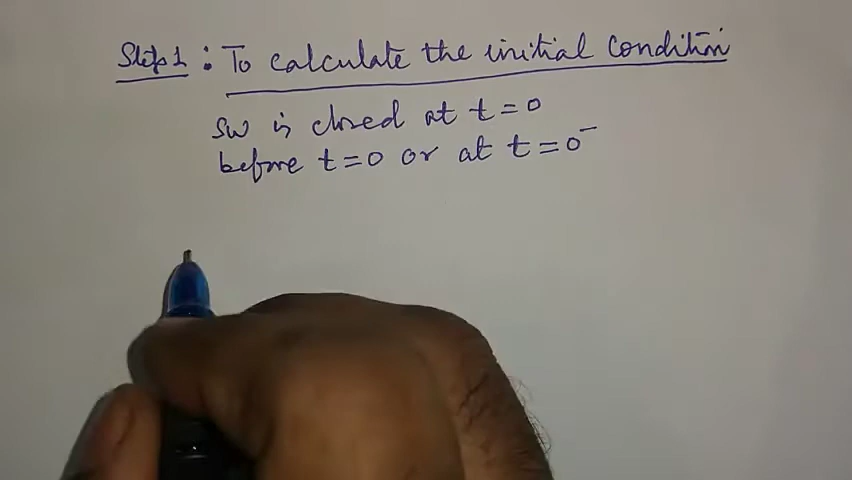 Step 1 : To calculate the initial condition
SW is closed at t = 0
before t = 0 or at t = 0⁻